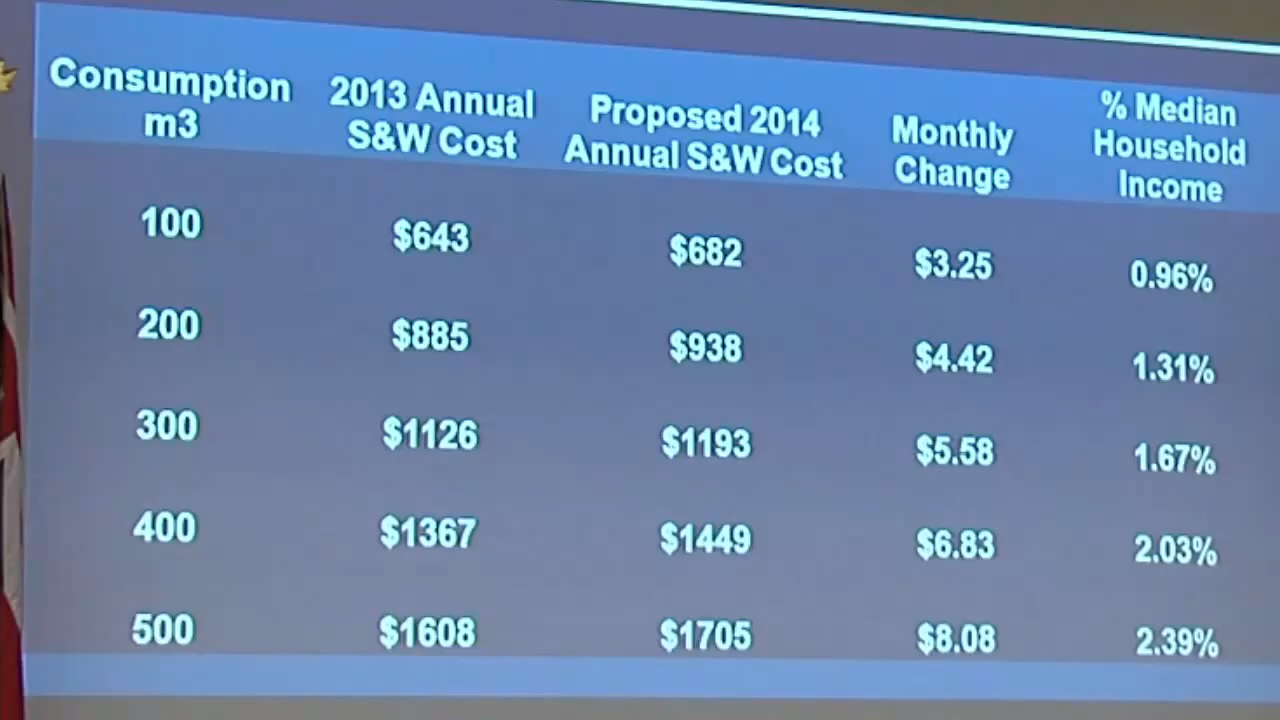 Consumption m3 | 2013 Annual S&W Cost | Proposed 2014 Annual S&W Cost | Monthly Change | % Median Household Income
100 | $643 | $682 | $3.25 | 0.96%
200 | $885 | $938 | $4.42 | 1.31%
300 | $1126 | $1193 | $5.58 | 1.67%
400 | $1367 | $1449 | $6.83 | 2.03%
500 | $1608 | $1705 | $8.08 | 2.39%